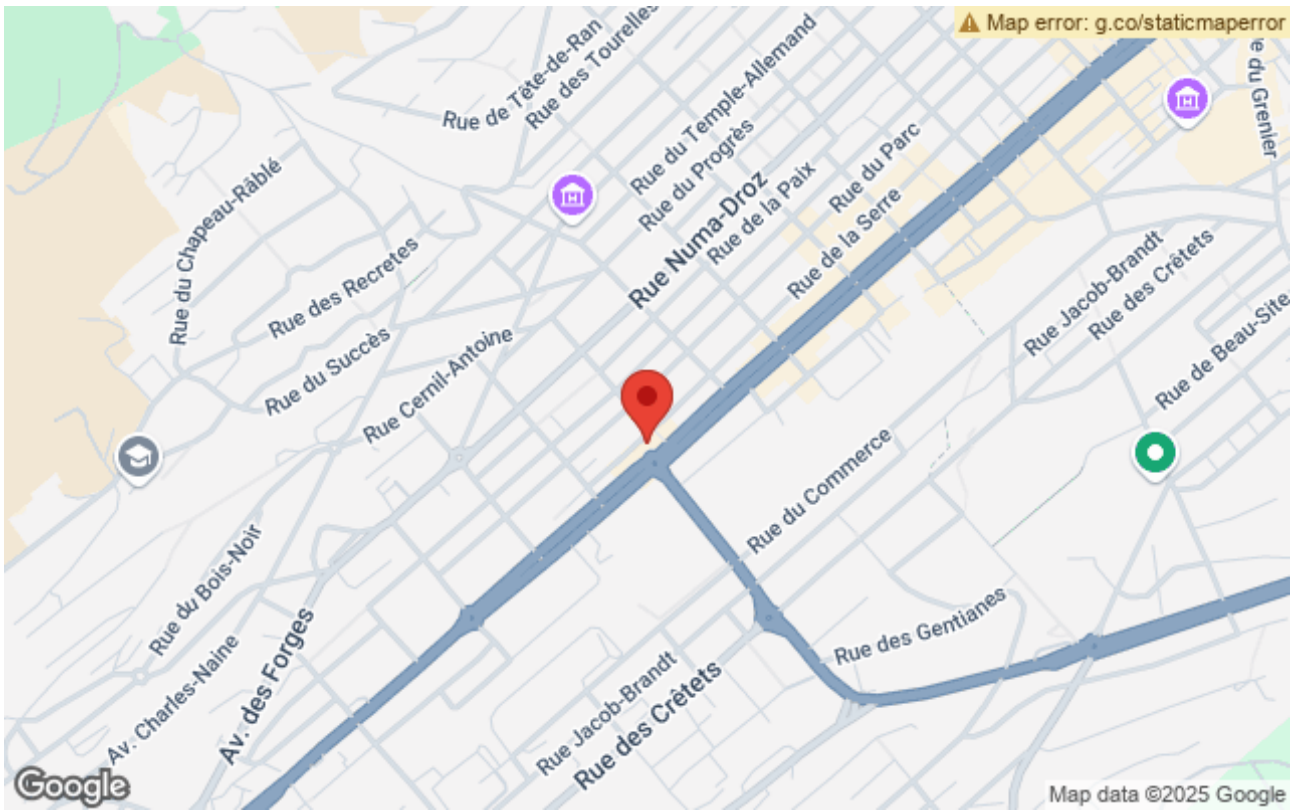 Map error: g.co/staticmaperror
Rue de Tête-de-Ran
Rue des Tourelles
Rue du Temple-Allemand
Rue du Progrès
Rue Numa-Droz
Rue de la Paix
Rue du Parc
Rue de la Serre
e du Grenier
Rue du Chapeau-Râblé
Rue des Recretes
Rue du Succès
Rue Cernil-Antoine
Rue Jacob-Brandt
Rue des Crêtets
Rue de Beau-Site
Rue du Commerce
Rue du Bois-Noir
Av. Charles-Naine
Av. des Forges
Rue des Gentianes
Rue Jacob-Brandt
Rue des Crêtets
Google
Map data ©2025 Google